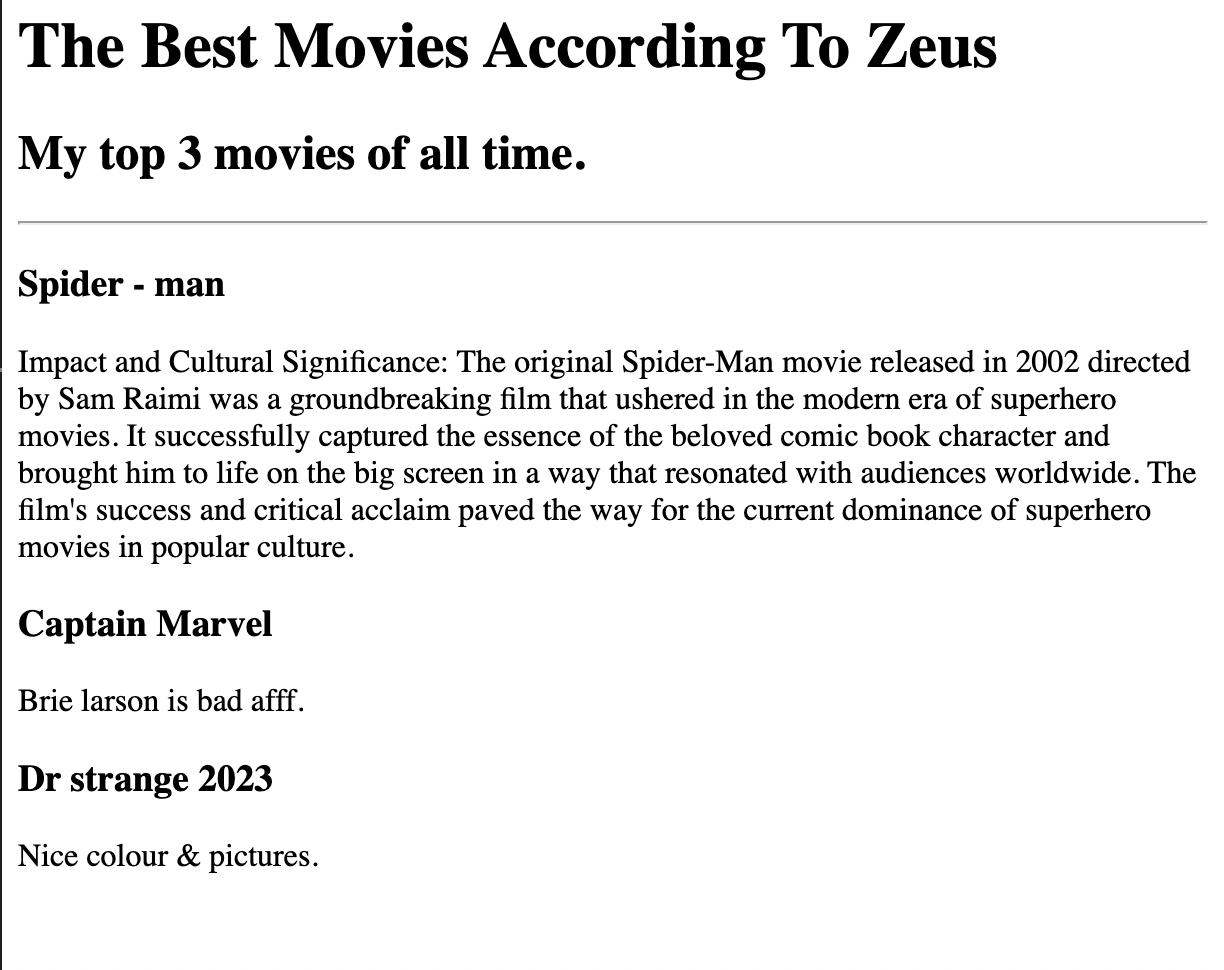 The Best Movies According To Zeus
My top 3 movies of all time.
Spider - man
Impact and Cultural Significance: The original Spider-Man movie released in 2002 directed
by Sam Raimi was a groundbreaking film that ushered in the modern era of superhero
movies. It successfully captured the essence of the beloved comic book character and
brought him to life on the big screen in a way that resonated with audiences worldwide. The
film's success and critical acclaim paved the way for the current dominance of superhero
movies in popular culture.
Captain Marvel
Brie larson is bad afff.
Dr strange 2023
Nice colour & pictures.